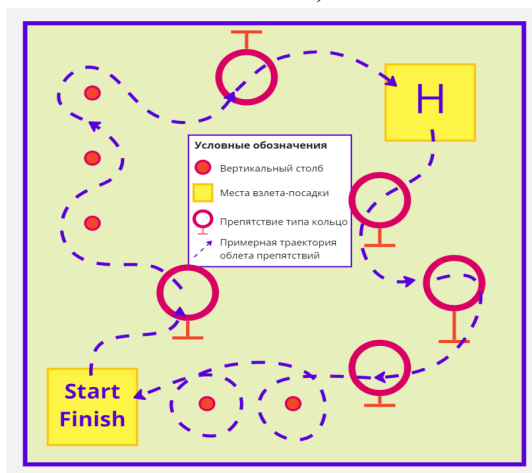 H
Условные обозначения
Вертикальный столб
Места взлета-посадки
Препятствие типа кольцо
Примерная траектория
облета препятствий
Start
Finish